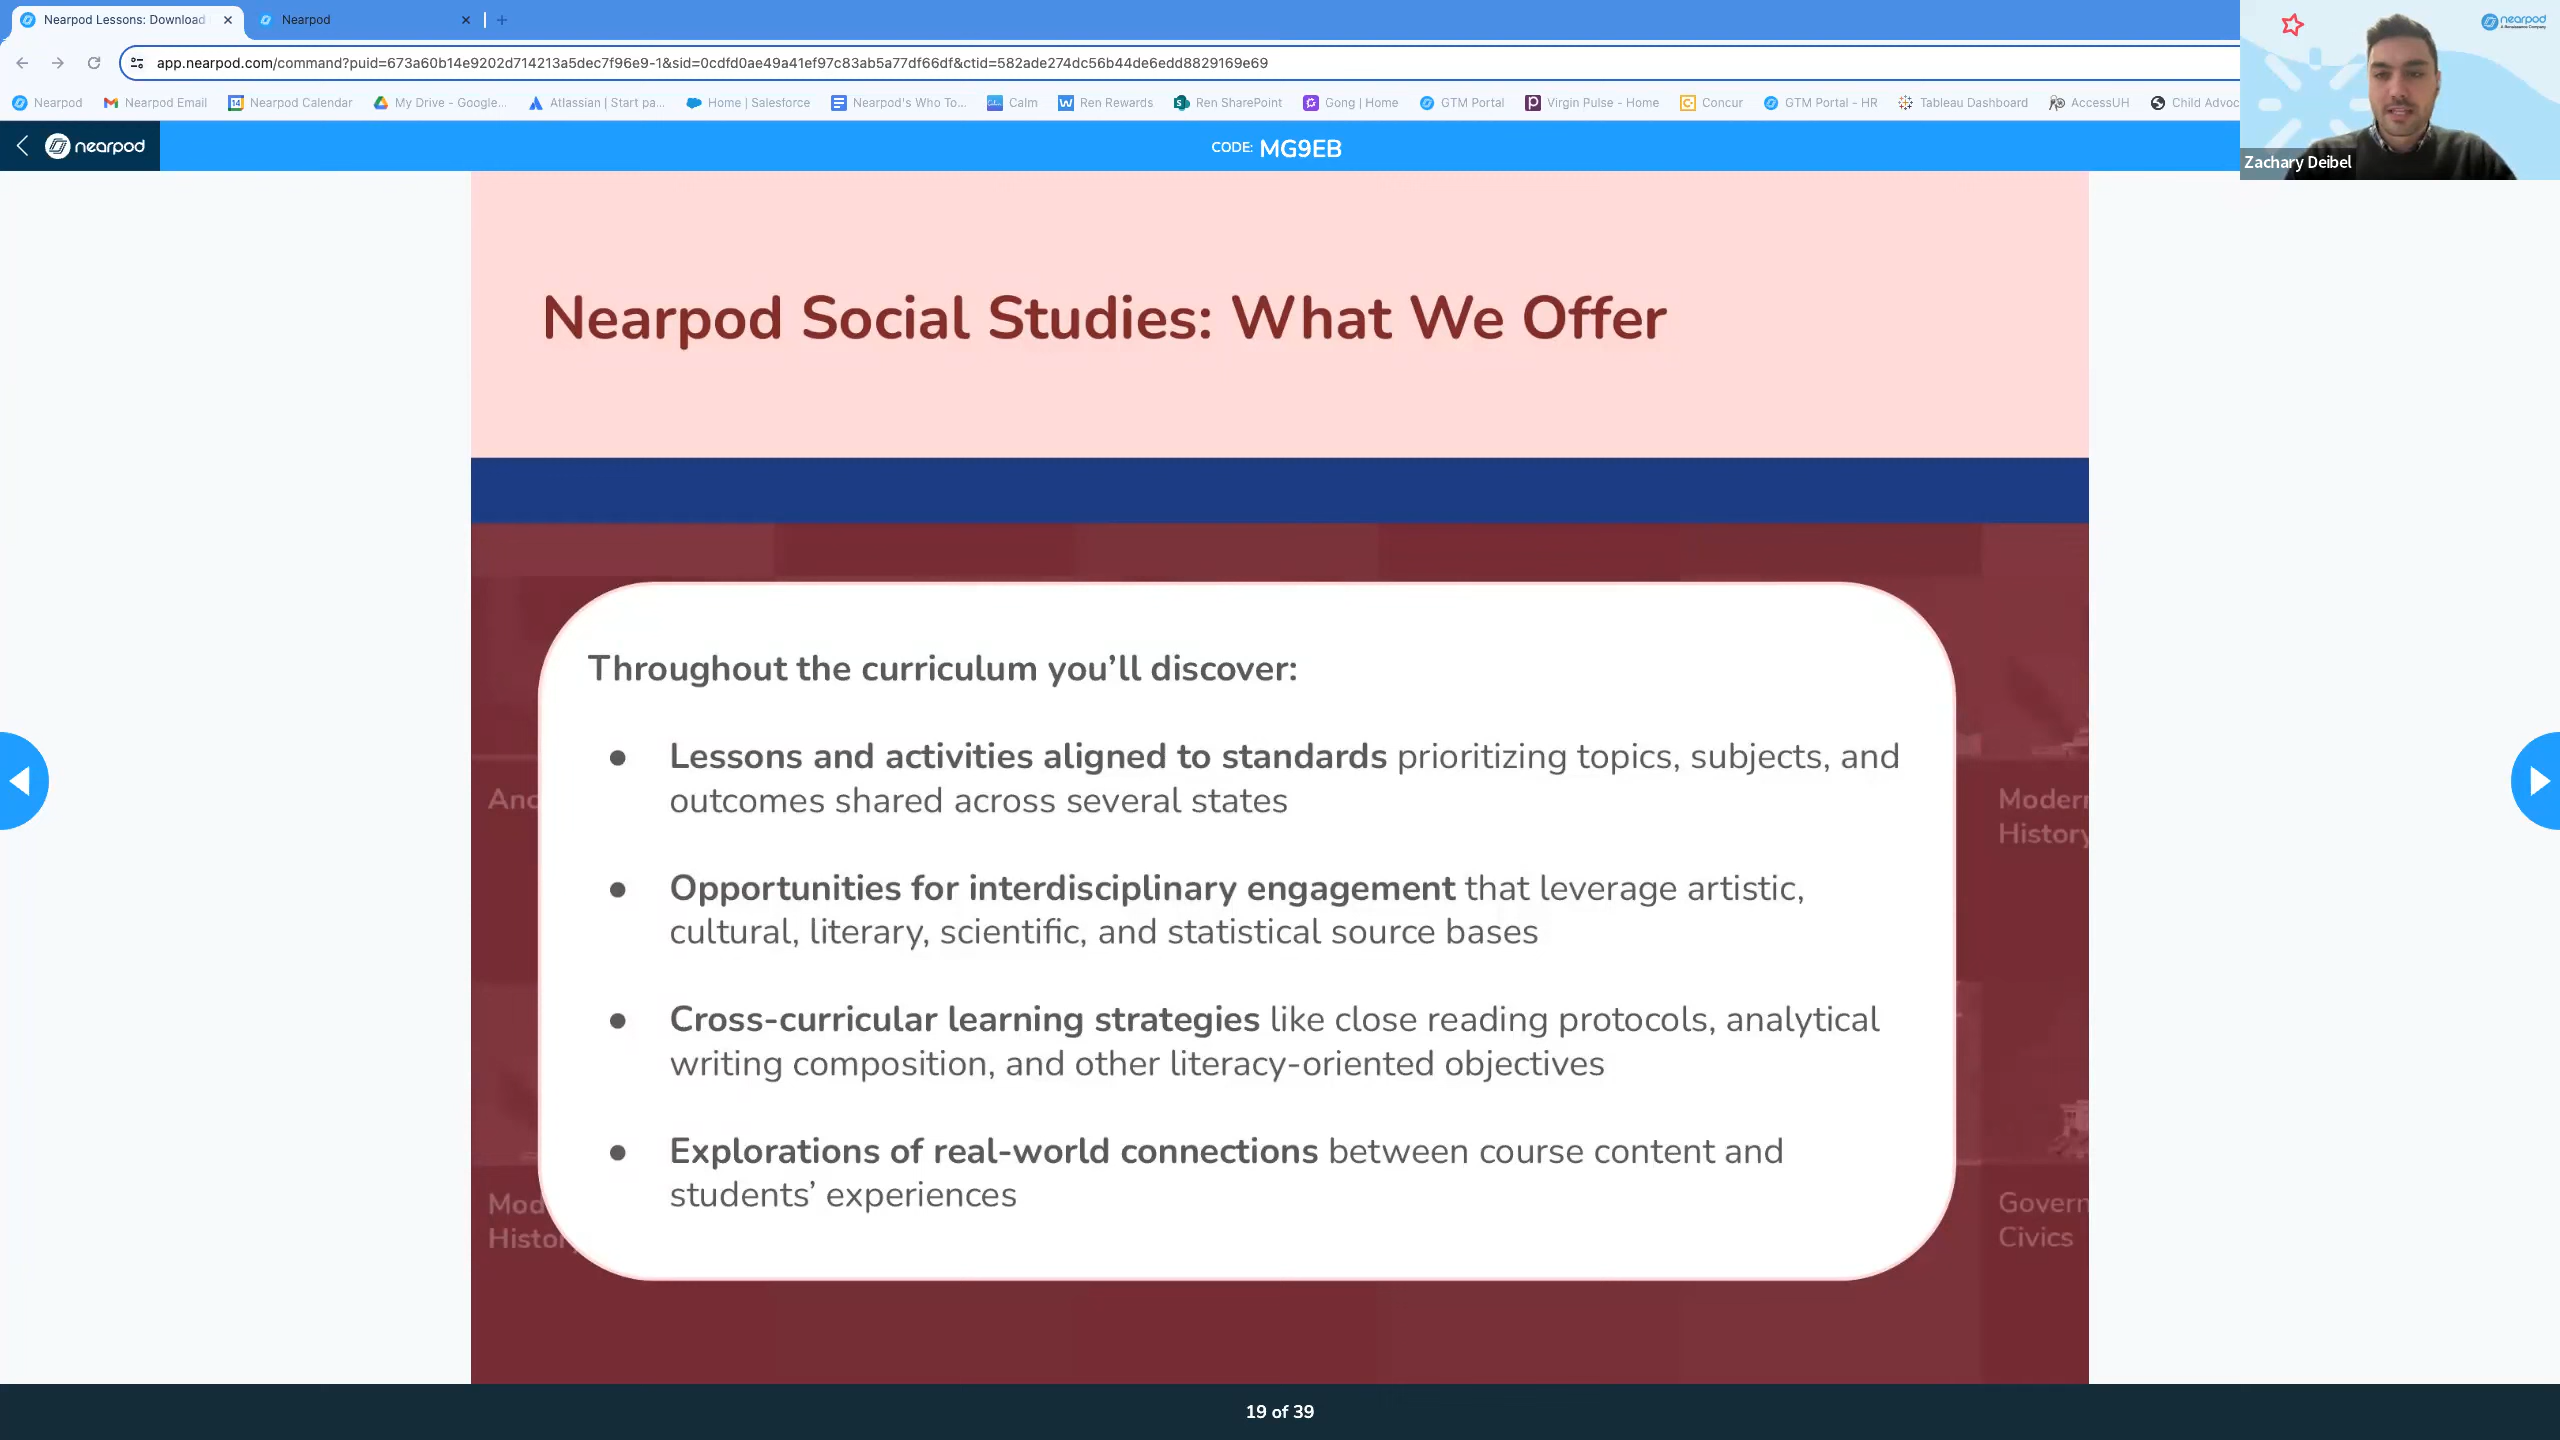 Nearpod Lessons: Download
Nearpod
app.nearpod.com/command?puid=673a60b14e9202d714213a5dec7f96e9-1&sid=0cdfd0ae49a41ef97c83ab5a77df66df&ctid=582ade274dc56b44de6edd8829169e69
Nearpod
Nearpod Email
14
Nearpod Calendar
My Drive - Google...
Atlassian | Start pa...
Home | Salesforce
Nearpod's Who To...
Calm
Ren Rewards
Ren SharePoint
Gong | Home
GTM Portal
Virgin Pulse - Home
Concur
GTM Portal - HR
Tableau Dashboard
AccessUH
Child Advoc
nearpod
Zachary Deibel
nearpod
CODE: MG9EB
Nearpod Social Studies: What We Offer
Throughout the curriculum you’ll discover:
● Lessons and activities aligned to standards prioritizing topics, subjects, and
outcomes shared across several states
● Opportunities for interdisciplinary engagement that leverage artistic,
cultural, literary, scientific, and statistical source bases
● Cross-curricular learning strategies like close reading protocols, analytical
writing composition, and other literacy-oriented objectives
● Explorations of real-world connections between course content and
students’ experiences
Anc
Modern
History
Mod
Histor
Govern
Civics
19 of 39